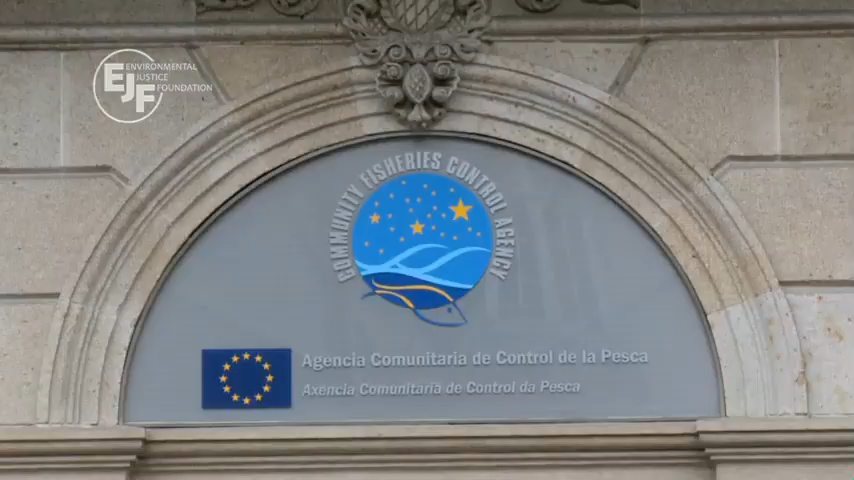 EJF
ENVIRONMENTAL
JUSTICE
FOUNDATION
COMMUNITY FISHERIES CONTROL AGENCY
Agencia Comunitaria de Control de la Pesca
Axencia Comunitaria de Control da Pesca